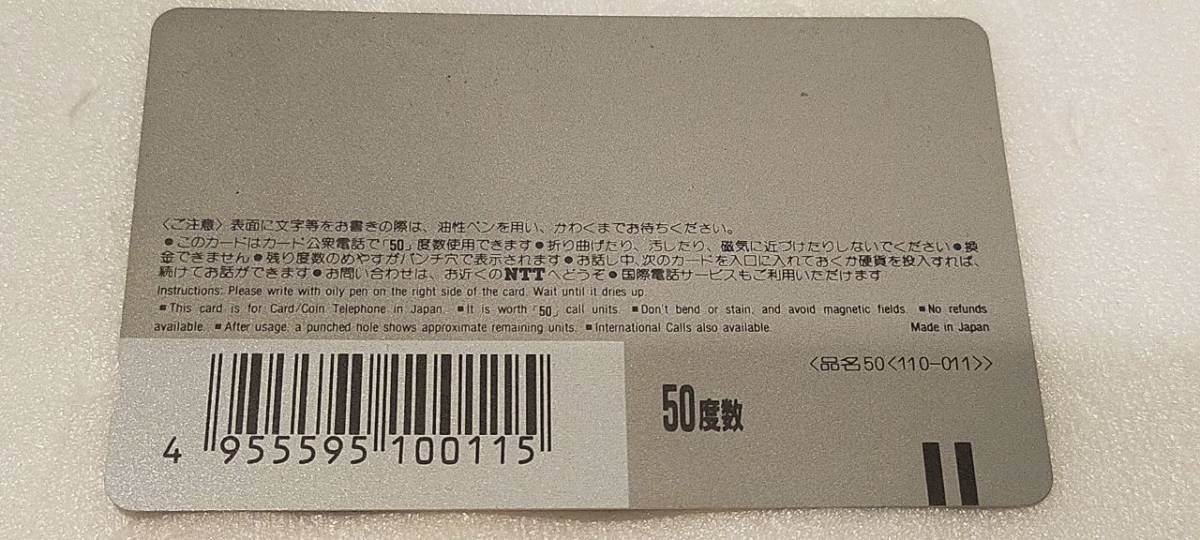 〈ご注意〉表面に文字等をお書きの際は、油性ペンを用い、かわくまでお待ちください。
●このカードはカード公衆電話で「50」度数使用できます●折り曲げたり、汚したり、磁気に近づけたりしないでください●換
金できません●残り度数のめやすがパンチ穴で表示されます●お話し中、次のカードを入口に入れておくか硬貨を投入すれば、
続けてお話ができます●お問い合わせは、お近くのNTTへどうぞ●国際電話サービスもご利用いただけます
Instructions: Please write with oily pen on the right side of the card. Wait until it dries up.
■This card is for Card/Coin Telephone in Japan. ■It is worth「50」call units. ■Don't bend or stain, and avoid magnetic fields. ■No refunds
available. ■After usage, a punched hole shows approximate remaining units. ■International Calls also available. Made in Japan
〈品名50〈110-011〉〉
50度数
4 955595 100115